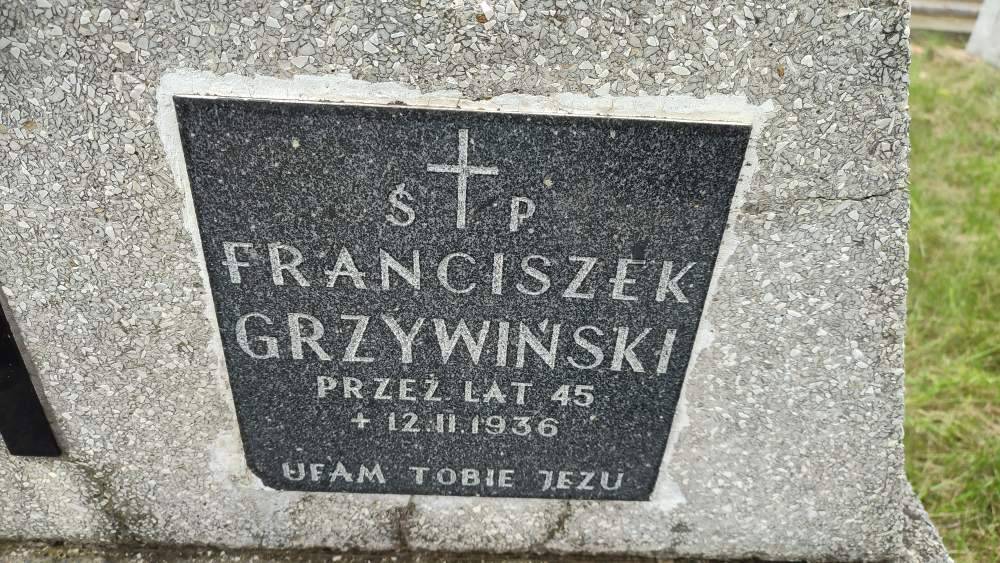 Ś. P.
FRANCISZEK
GRZYWIŃSKI
PRZEŻ. LAT 45
+ 12.II.1936
UFAM TOBIE JEZU